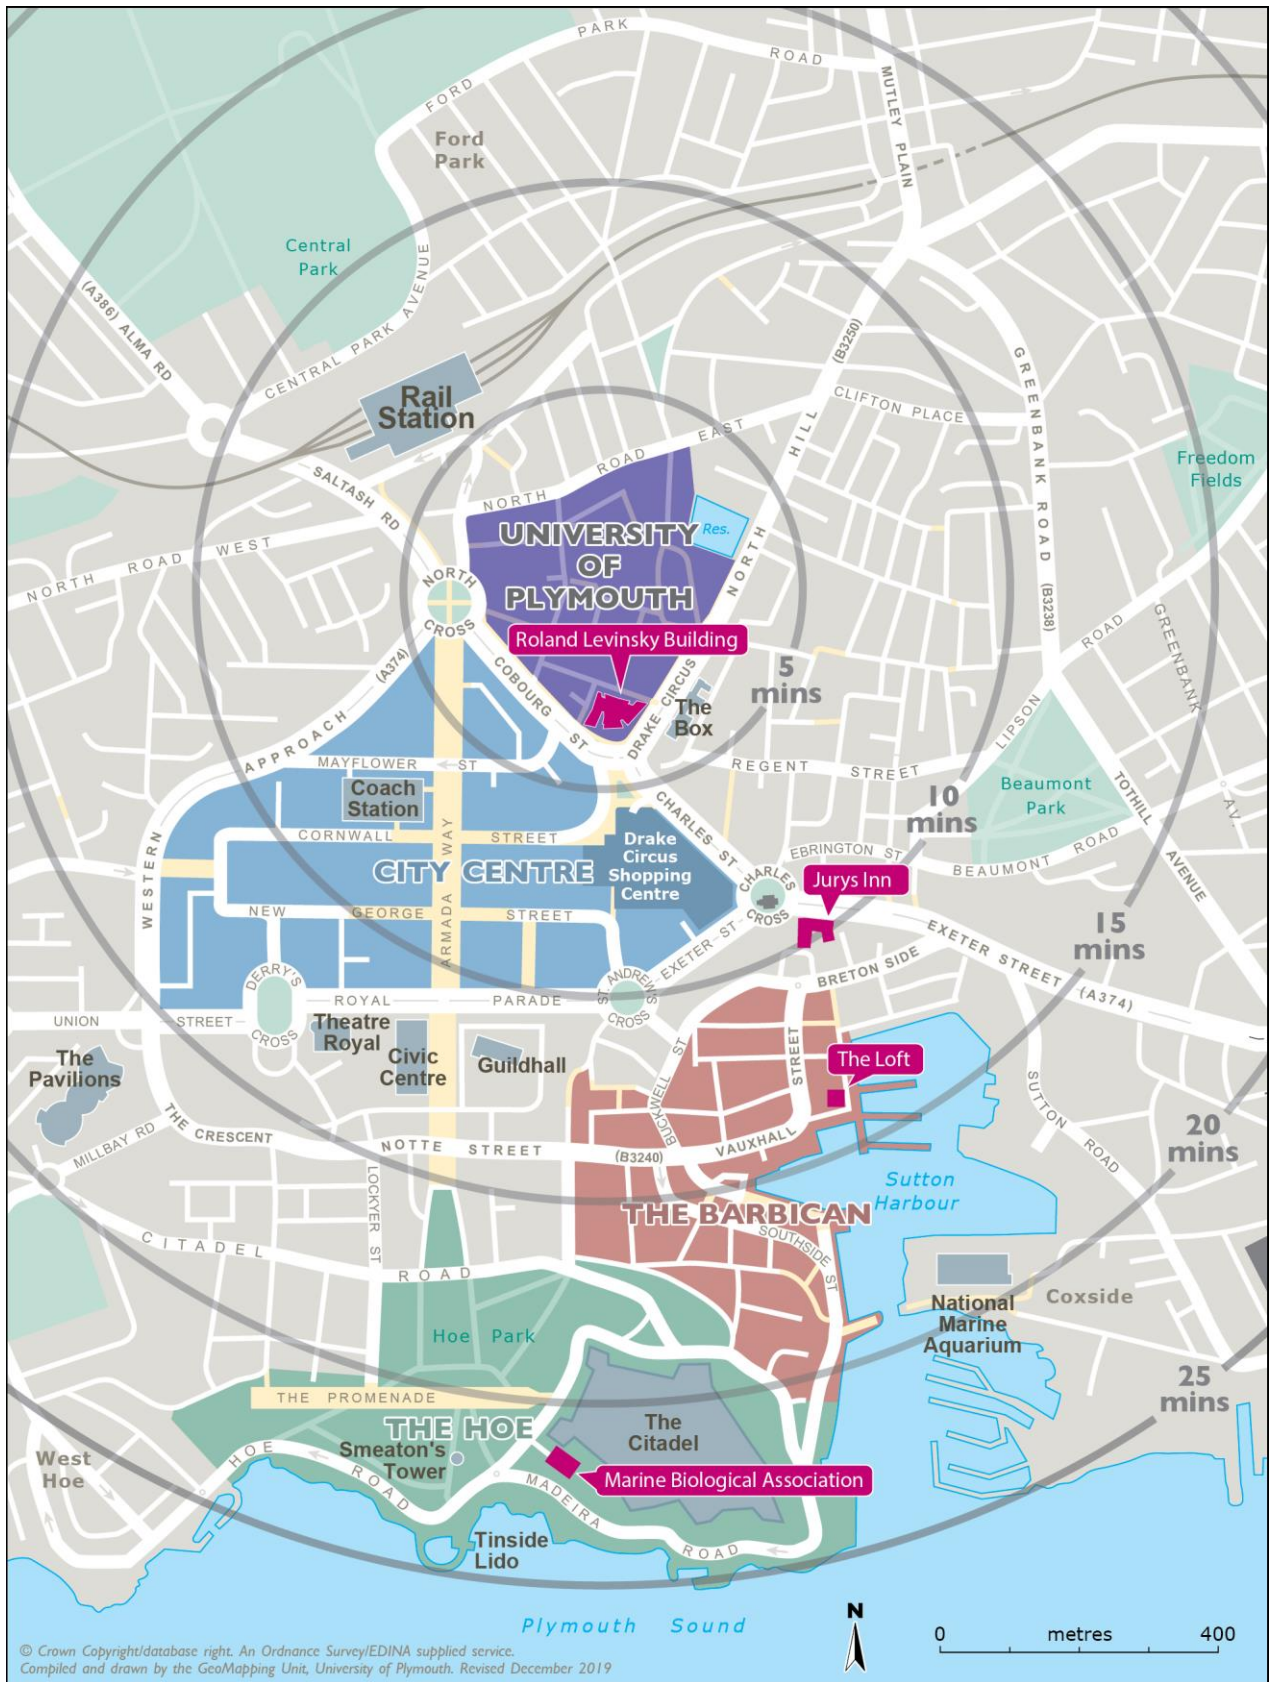 PARK
ROAD
FORD
MUTLEY PLAIN
Ford
Park
Central
Park
(A386) ALMA RD
CENTRAL PARK AVENUE
(B3250)
GREENBANK ROAD
(B3238)
CLIFTON PLACE
Rail
Station
NORTH ROAD EAST
NORTH HILL
Freedom
Fields
SALTASH RD
NORTH ROAD WEST
Res.
UNIVERSITY
OF
PLYMOUTH
NORTH
CROSS
Roland Levinsky Building
(A374)
COBOURG ST
DRAKE CIRCUS
The
Box
5
mins
LIPSON ROAD
GREENBANK AV.
WESTERN APPROACH
MAYFLOWER ST
REGENT STREET
Coach
Station
CHARLES ST
10
mins
Beaumont
Park
TOTHILL AVENUE
CORNWALL STREET
ARMADA WAY
Drake
Circus
Shopping
Centre
CITY CENTRE
EBRINGTON ST
BEAUMONT ROAD
CHARLES
CROSS
Jurys Inn
NEW GEORGE STREET
EXETER ST
15
mins
EXETER STREET (A374)
BRETON SIDE
DERRY'S
CROSS
ST. ANDREW'S
CROSS
ROYAL PARADE
UNION STREET
Theatre
Royal
Civic
Centre
Guildhall
The
Pavilions
BUCKWELL ST
STREET
The Loft
SUTTON ROAD
20
mins
MILLBAY RD
THE CRESCENT
NOTTE STREET
(B3240)
VAUXHALL
LOCKYER ST
Sutton
Harbour
THE BARBICAN
SOUTHSIDE ST
CITADEL ROAD
National
Marine
Aquarium
Coxside
Hoe Park
25
mins
THE PROMENADE
THE HOE
The
Citadel
Smeaton's
Tower
West
Hoe
HOE ROAD
Marine Biological Association
MADEIRA ROAD
Tinside
Lido
Plymouth Sound
N
0 metres 400
© Crown Copyright/database right. An Ordnance Survey/EDINA supplied service.
Compiled and drawn by the GeoMapping Unit, University of Plymouth. Revised December 2019